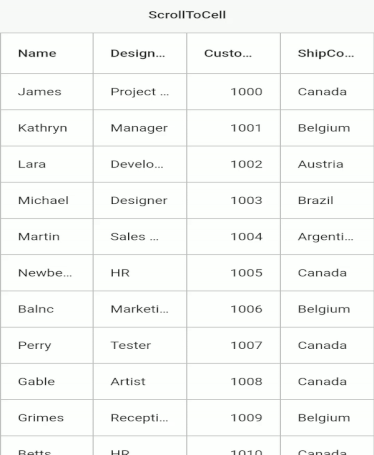 ScrollToCell
Name Design... Custo... ShipCo...
James Project ... 1000 Canada
Kathryn Manager 1001 Belgium
Lara Develo... 1002 Austria
Michael Designer 1003 Brazil
Martin Sales ... 1004 Argenti...
Newbe... HR 1005 Canada
Balnc Marketi... 1006 Belgium
Perry Tester 1007 Canada
Gable Artist 1008 Canada
Grimes Recepti... 1009 Belgium
Betts HR 1010 Canada